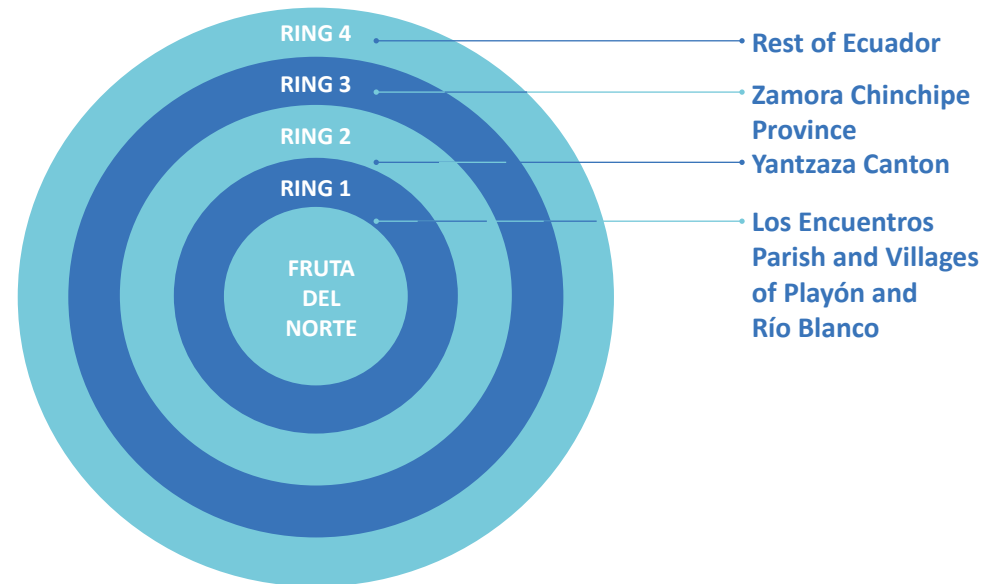 RING 4
Rest of Ecuador
RING 3
Zamora Chinchipe
Province
RING 2
Yantzaza Canton
RING 1
Los Encuentros
Parish and Villages
of Playón and
Río Blanco
FRUTA
DEL
NORTE